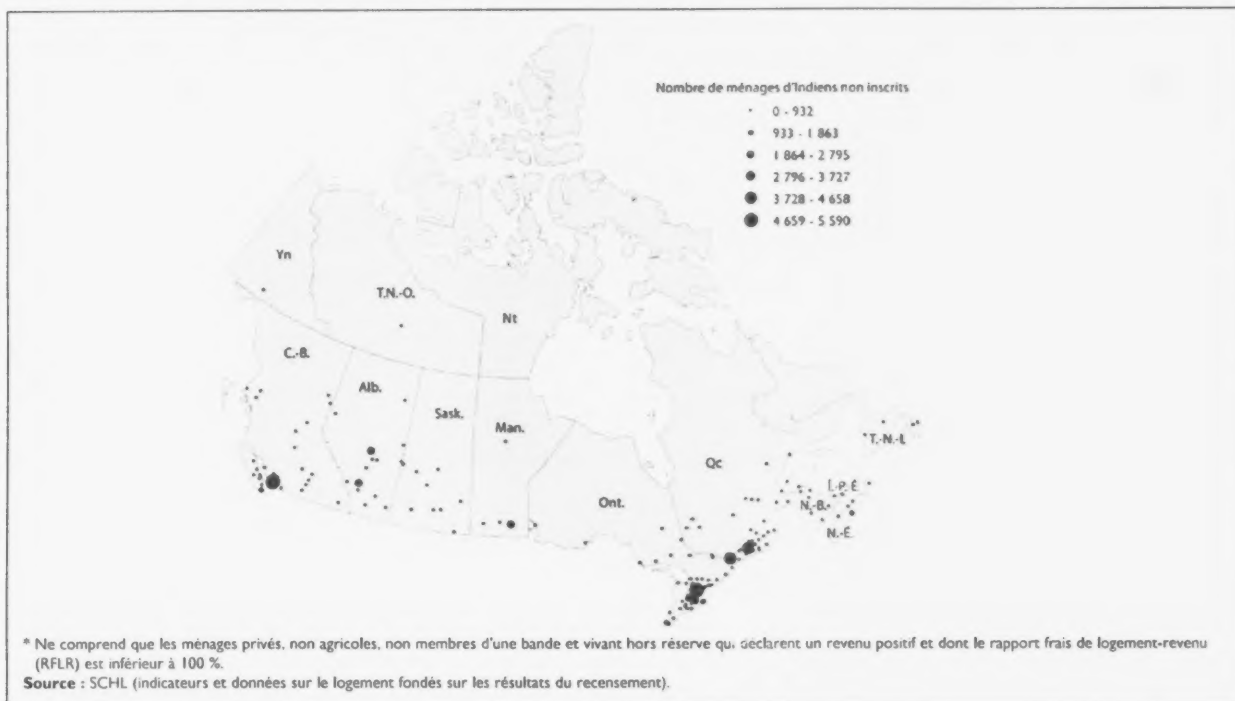 Nombre de ménages d'Indiens non inscrits
0 - 932
933 - 1 863
1 864 - 2 795
2 796 - 3 727
3 728 - 4 658
4 659 - 5 590
Yn
T.N.-O.
Nt
C.-B.
Alb.
Sask.
Man.
Ont.
Qc
T.-N.-L
Î.-P.-É.
N.-B.
N.-É.
* Ne comprend que les ménages privés, non agricoles, non membres d'une bande et vivant hors réserve qui déclarent un revenu positif et dont le rapport frais de logement-revenu
(RFLR) est inférieur à 100 %.
Source : SCHL (indicateurs et données sur le logement fondés sur les résultats du recensement).